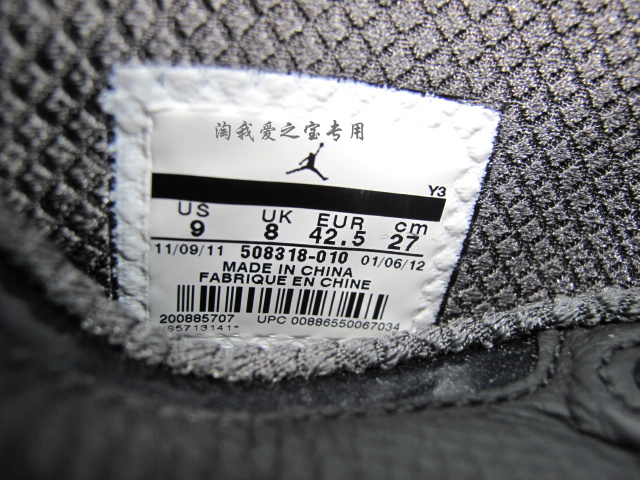 淘我爱之宝专用
Y3
US UK EUR cm
9 8 42.5 27
11/09/11 508318-010 01/06/12
MADE IN CHINA
FABRIQUE EN CHINE
200885707 UPC 00886550067034
95713141*